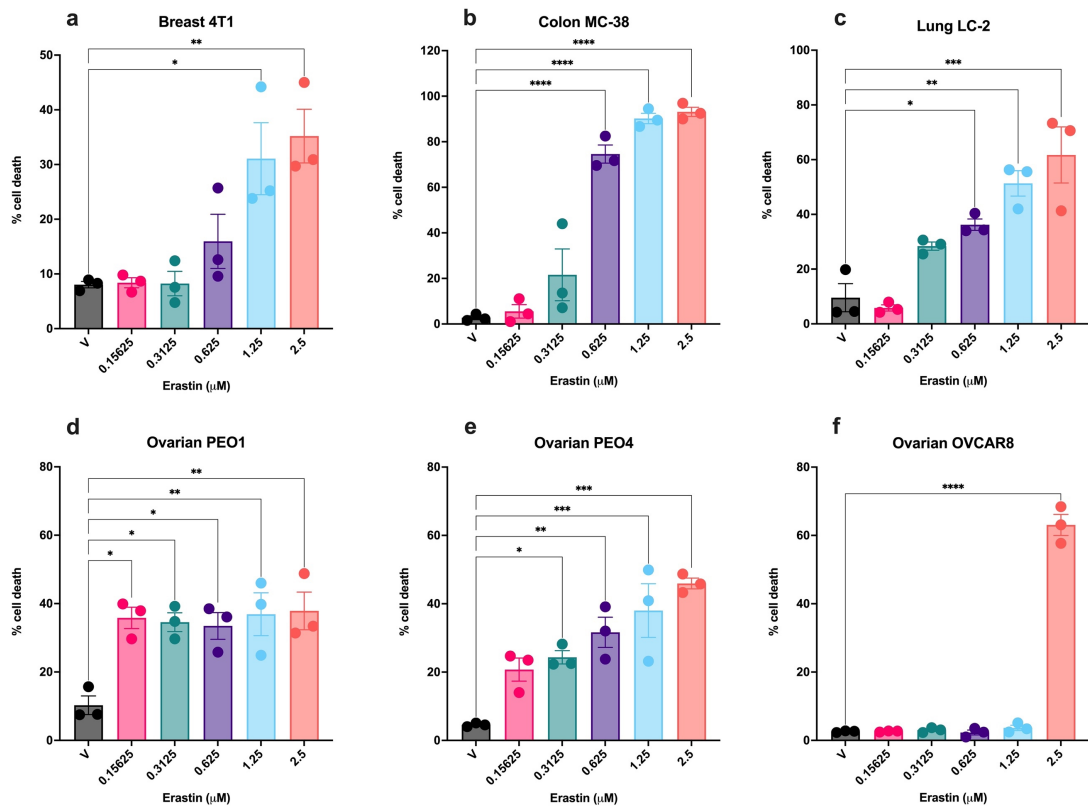 a
Breast 4T1
**
*
50
40
30
20
10
0
% cell death
V
0.15625
0.3125
0.625
1.25
2.5
Erastin (μM)
b
Colon MC-38
****
****
****
120
100
80
60
40
20
0
% cell death
V
0.15625
0.3125
0.625
1.25
2.5
Erastin (μM)
c
Lung LC-2
***
**
*
100
80
60
40
20
0
% cell death
V
0.15625
0.3125
0.625
1.25
2.5
Erastin (μM)
d
Ovarian PEO1
**
**
*
*
*
80
60
40
20
0
% cell death
V
0.15625
0.3125
0.625
1.25
2.5
Erastin (μM)
e
Ovarian PEO4
***
***
**
*
80
60
40
20
0
% cell death
V
0.15625
0.3125
0.625
1.25
2.5
Erastin (μM)
f
Ovarian OVCAR8
****
80
60
40
20
0
% cell death
V
0.15625
0.3125
0.625
1.25
2.5
Erastin (μM)